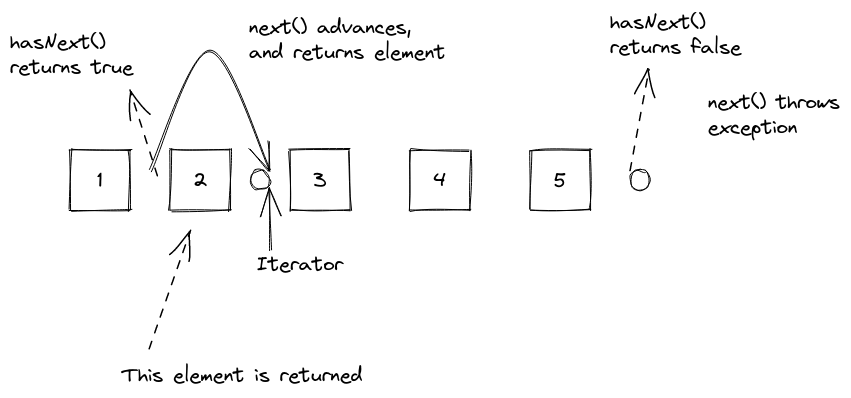 hasNext()
returns true
next() advances,
and returns element
hasNext()
returns false
next() throws
exception
1
2
3
4
5
Iterator
This element is returned